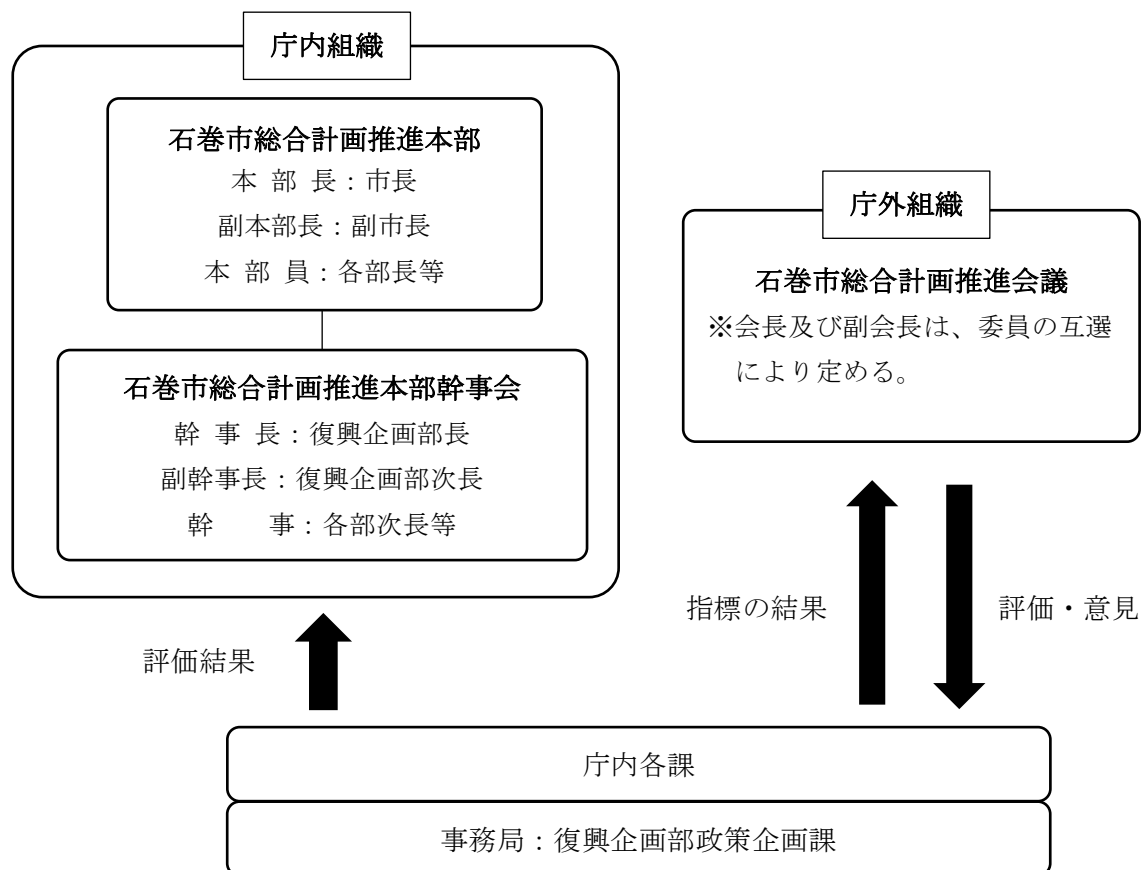 庁内組織
石巻市総合計画推進本部
本 部 長：市長
副本部長：副市長
本 部 員：各部長等
石巻市総合計画推進本部幹事会
幹 事 長：復興企画部長
副幹事長：復興企画部次長
幹　　事：各部次長等
庁外組織
石巻市総合計画推進会議
※会長及び副会長は、委員の互選
により定める。
評価結果
指標の結果
評価・意見
庁内各課
事務局：復興企画部政策企画課